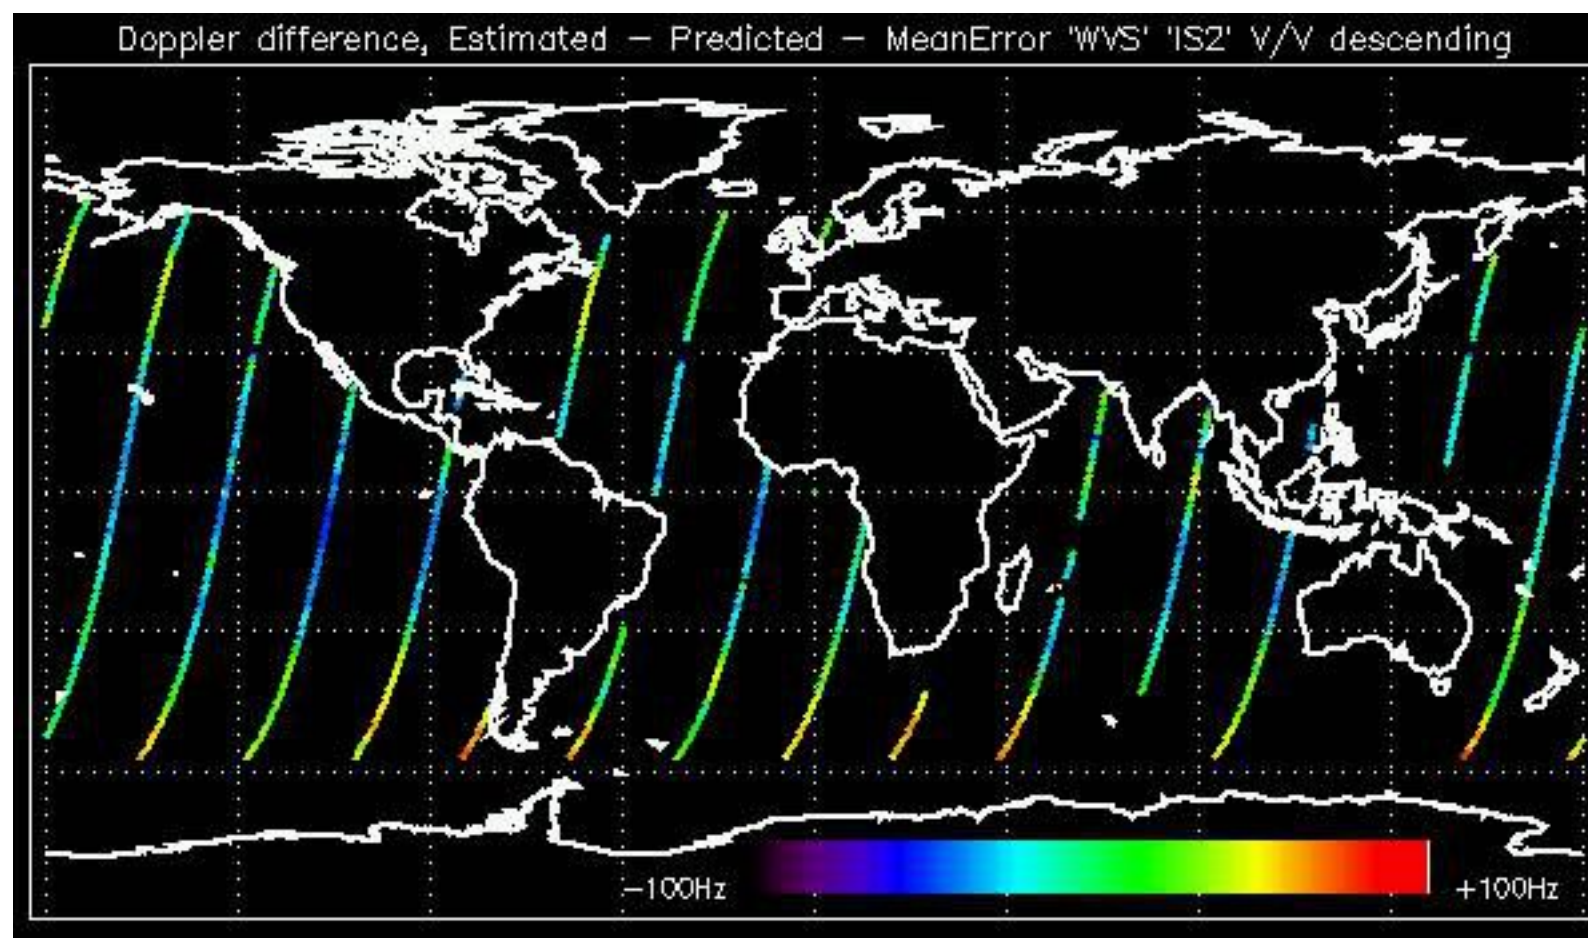 Doppler difference, Estimated – Predicted – MeanError 'WVS' 'IS2' V/V descending
–100Hz +100Hz